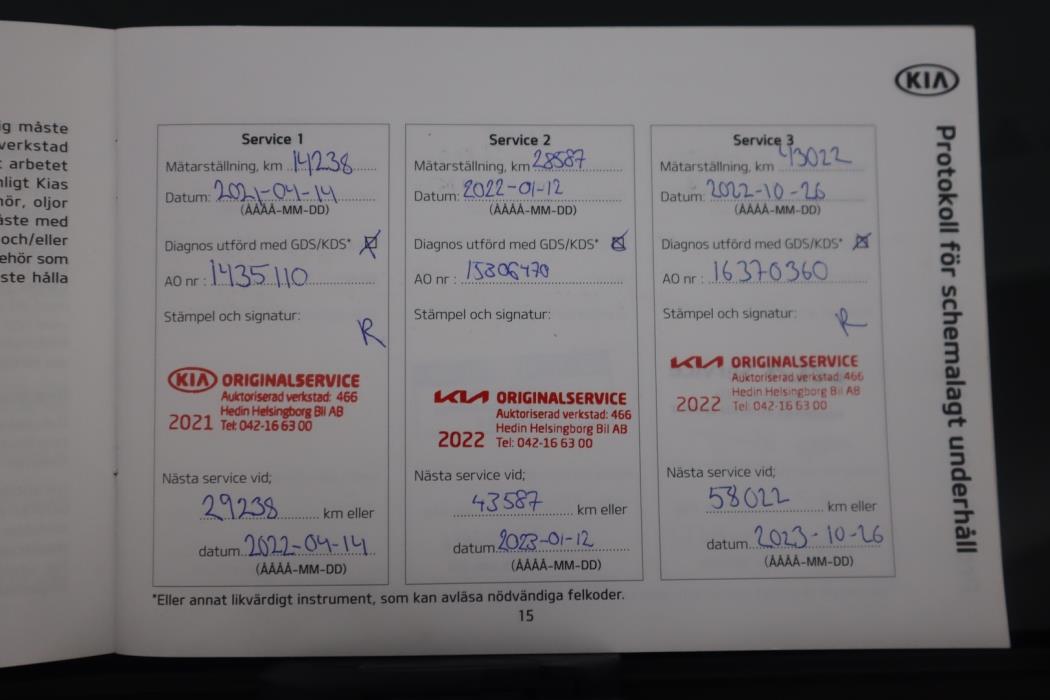 ig måste
verkstad
t arbetet
nligt Kias
hör, oljor
åste med
och/eller
ehör som
ste hålla
KIA
Protokoll för schemalagt underhåll
Service 1
Mätarställning, km 14238
Datum: 2021-04-14
(ÅÅÅÅ-MM-DD)
Diagnos utförd med GDS/KDS*
AO nr : 1435110
Stämpel och signatur:
R
KIA ORIGINALSERVICE
Auktoriserad verkstad: 466
Hedin Helsingborg Bil AB
2021 Tel: 042-16 63 00
Nästa service vid;
29238 km eller
datum 2022-04-14
(ÅÅÅÅ-MM-DD)
Service 2
Mätarställning, km 28587
Datum: 2022-01-12
(ÅÅÅÅ-MM-DD)
Diagnos utförd med GDS/KDS*
AO nr : 15306470
Stämpel och signatur:
KIA ORIGINALSERVICE
Auktoriserad verkstad: 466
Hedin Helsingborg Bil AB
2022 Tel: 042-16 63 00
Nästa service vid;
43587 km eller
datum 2023-01-12
(ÅÅÅÅ-MM-DD)
Service 3
Mätarställning, km 43022
Datum: 2022-10-26
(ÅÅÅÅ-MM-DD)
Diagnos utförd med GDS/KDS*
AO nr : 16370360
Stämpel och signatur:
R
KIA ORIGINALSERVICE
Auktoriserad verkstad: 466
Hedin Helsingborg Bil AB
2022 Tel: 042-16 63 00
Nästa service vid;
58022 km eller
datum 2023-10-26
(ÅÅÅÅ-MM-DD)
*Eller annat likvärdigt instrument, som kan avläsa nödvändiga felkoder.
15